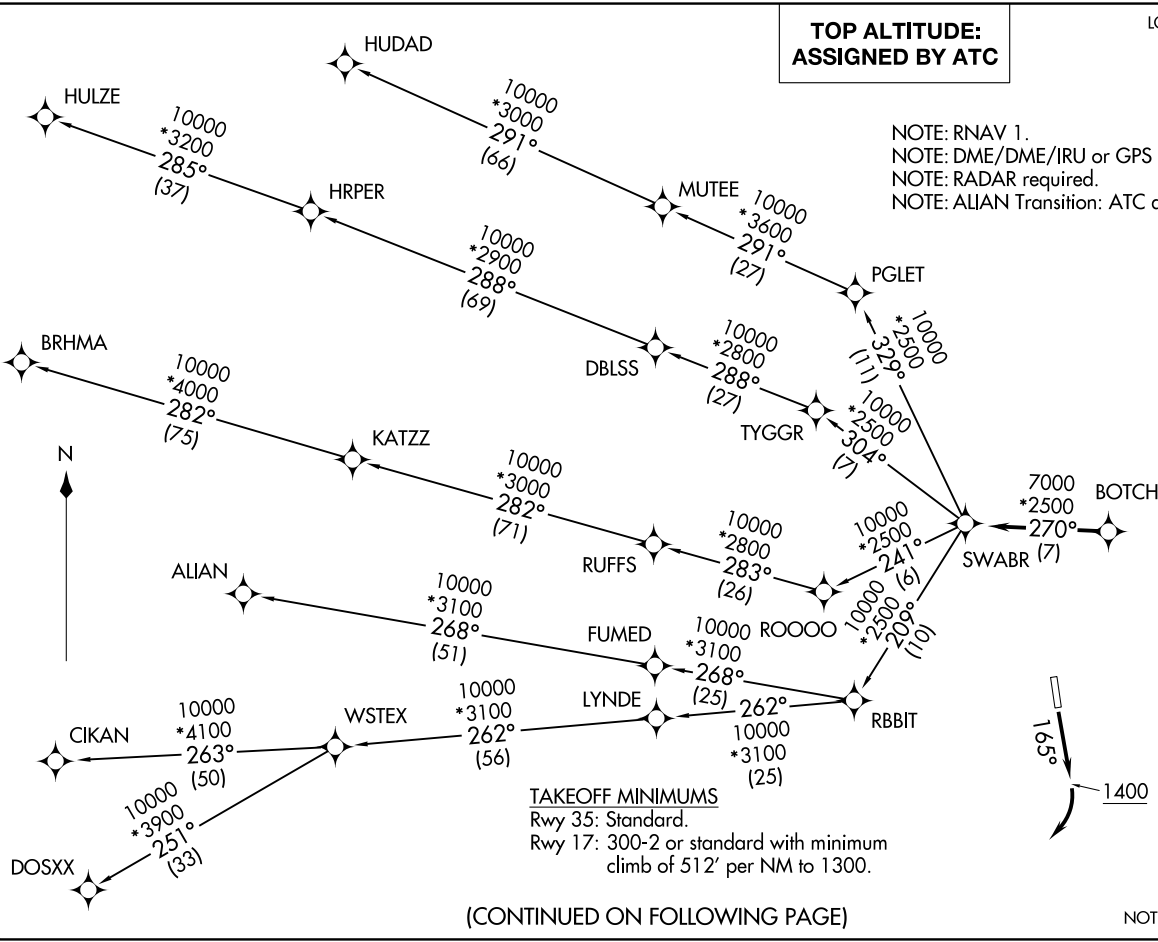 TOP ALTITUDE:
ASSIGNED BY ATC
LO
HUDAD
HULZE
10000
*3000
291°
(66)
10000
*3200
285°
(37)
NOTE: RNAV 1.
NOTE: DME/DME/IRU or GPS
NOTE: RADAR required.
NOTE: ALIAN Transition: ATC
HRPER
MUTEE
10000
*3600
291°
(27)
10000
*2900
288°
(69)
PGLET
10000
*2500
329°
(11)
BRHMA
10000
*4000
282°
(75)
DBLSS
10000
*2800
288°
(27)
TYGGR
10000
*2500
304°
(7)
N
KATZZ
10000
*3000
282°
(71)
7000
*2500
270°
(7)
BOTCH
SWABR
10000
*2500
241°
(6)
RUFFS
10000
*2800
283°
(26)
ROOOO
10000
*2500
209°
(10)
ALIAN
10000
*3100
268°
(51)
FUMED
10000
*3100
268°
(25)
LYNDE
262°
10000
*3100
(25)
RBBIT
10000
*3100
262°
(56)
WSTEX
CIKAN
10000
*4100
263°
(50)
10000
*3900
251°
(33)
DOSXX
165°
1400
TAKEOFF MINIMUMS
Rwy 35: Standard.
Rwy 17: 300-2 or standard with minimum
climb of 512' per NM to 1300.
(CONTINUED ON FOLLOWING PAGE)
NOT